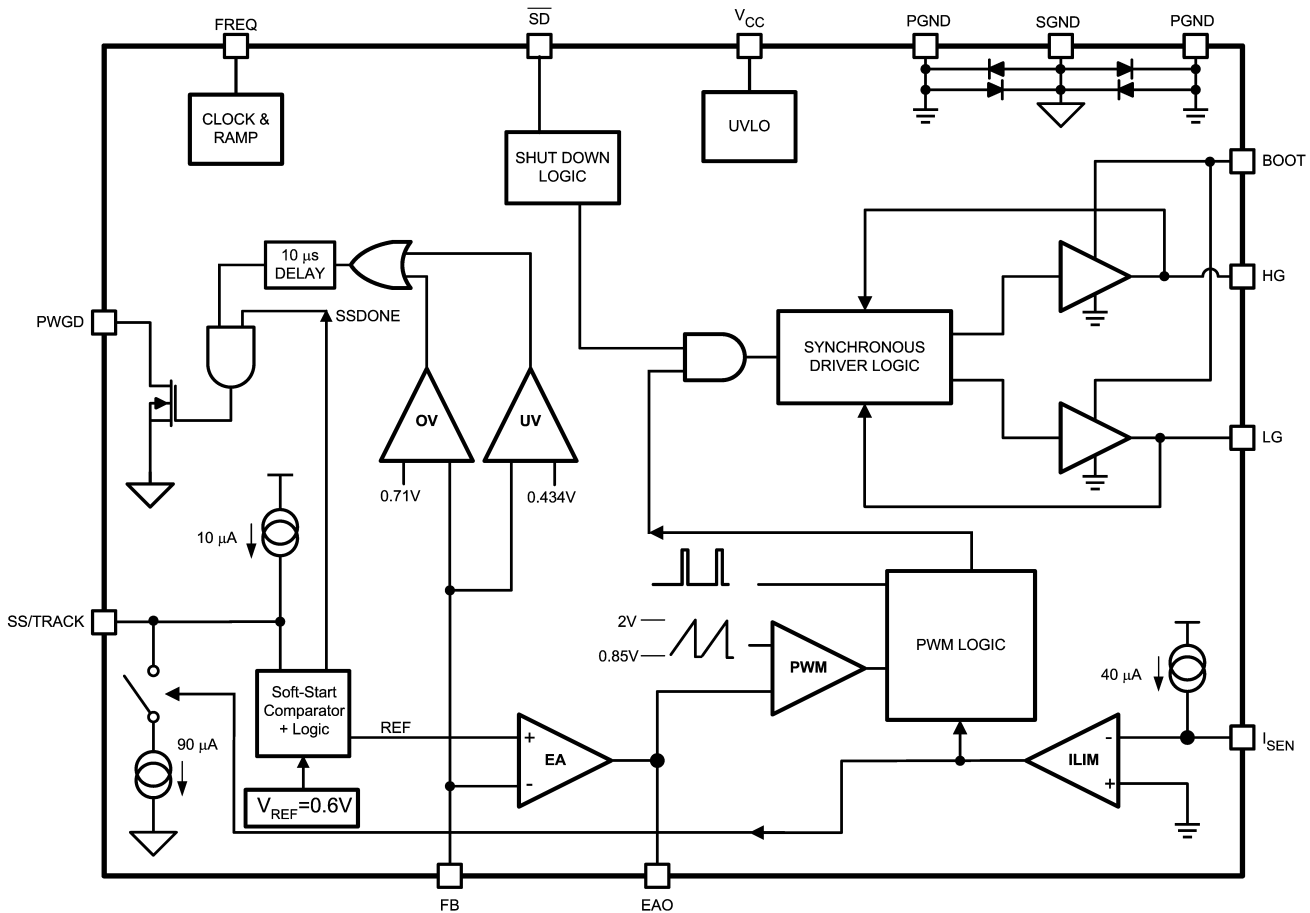 FREQ
SD
VCC
PGND
SGND
PGND
CLOCK &
RAMP
UVLO
SHUT DOWN
LOGIC
BOOT
10 μs
DELAY
HG
PWGD
SSDONE
SYNCHRONOUS
DRIVER LOGIC
OV
UV
LG
0.71V
0.434V
10 μA
SS/TRACK
2V
0.85V
PWM
PWM LOGIC
40 μA
Soft-Start
Comparator
+ Logic
REF
90 μA
+
EA
-
-
ILIM
+
ISEN
VREF=0.6V
FB
EAO